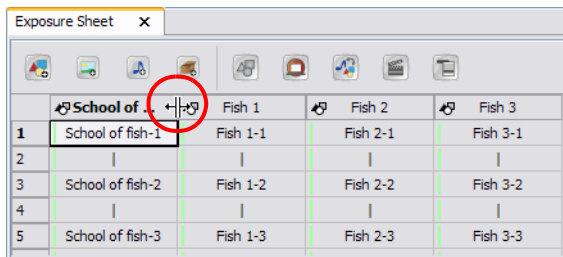 Exposure Sheet X
School of ... Fish 1 Fish 2 Fish 3
1 School of fish-1 Fish 1-1 Fish 2-1 Fish 3-1
2
3 School of fish-2 Fish 1-2 Fish 2-2 Fish 3-2
4
5 School of fish-3 Fish 1-3 Fish 2-3 Fish 3-3